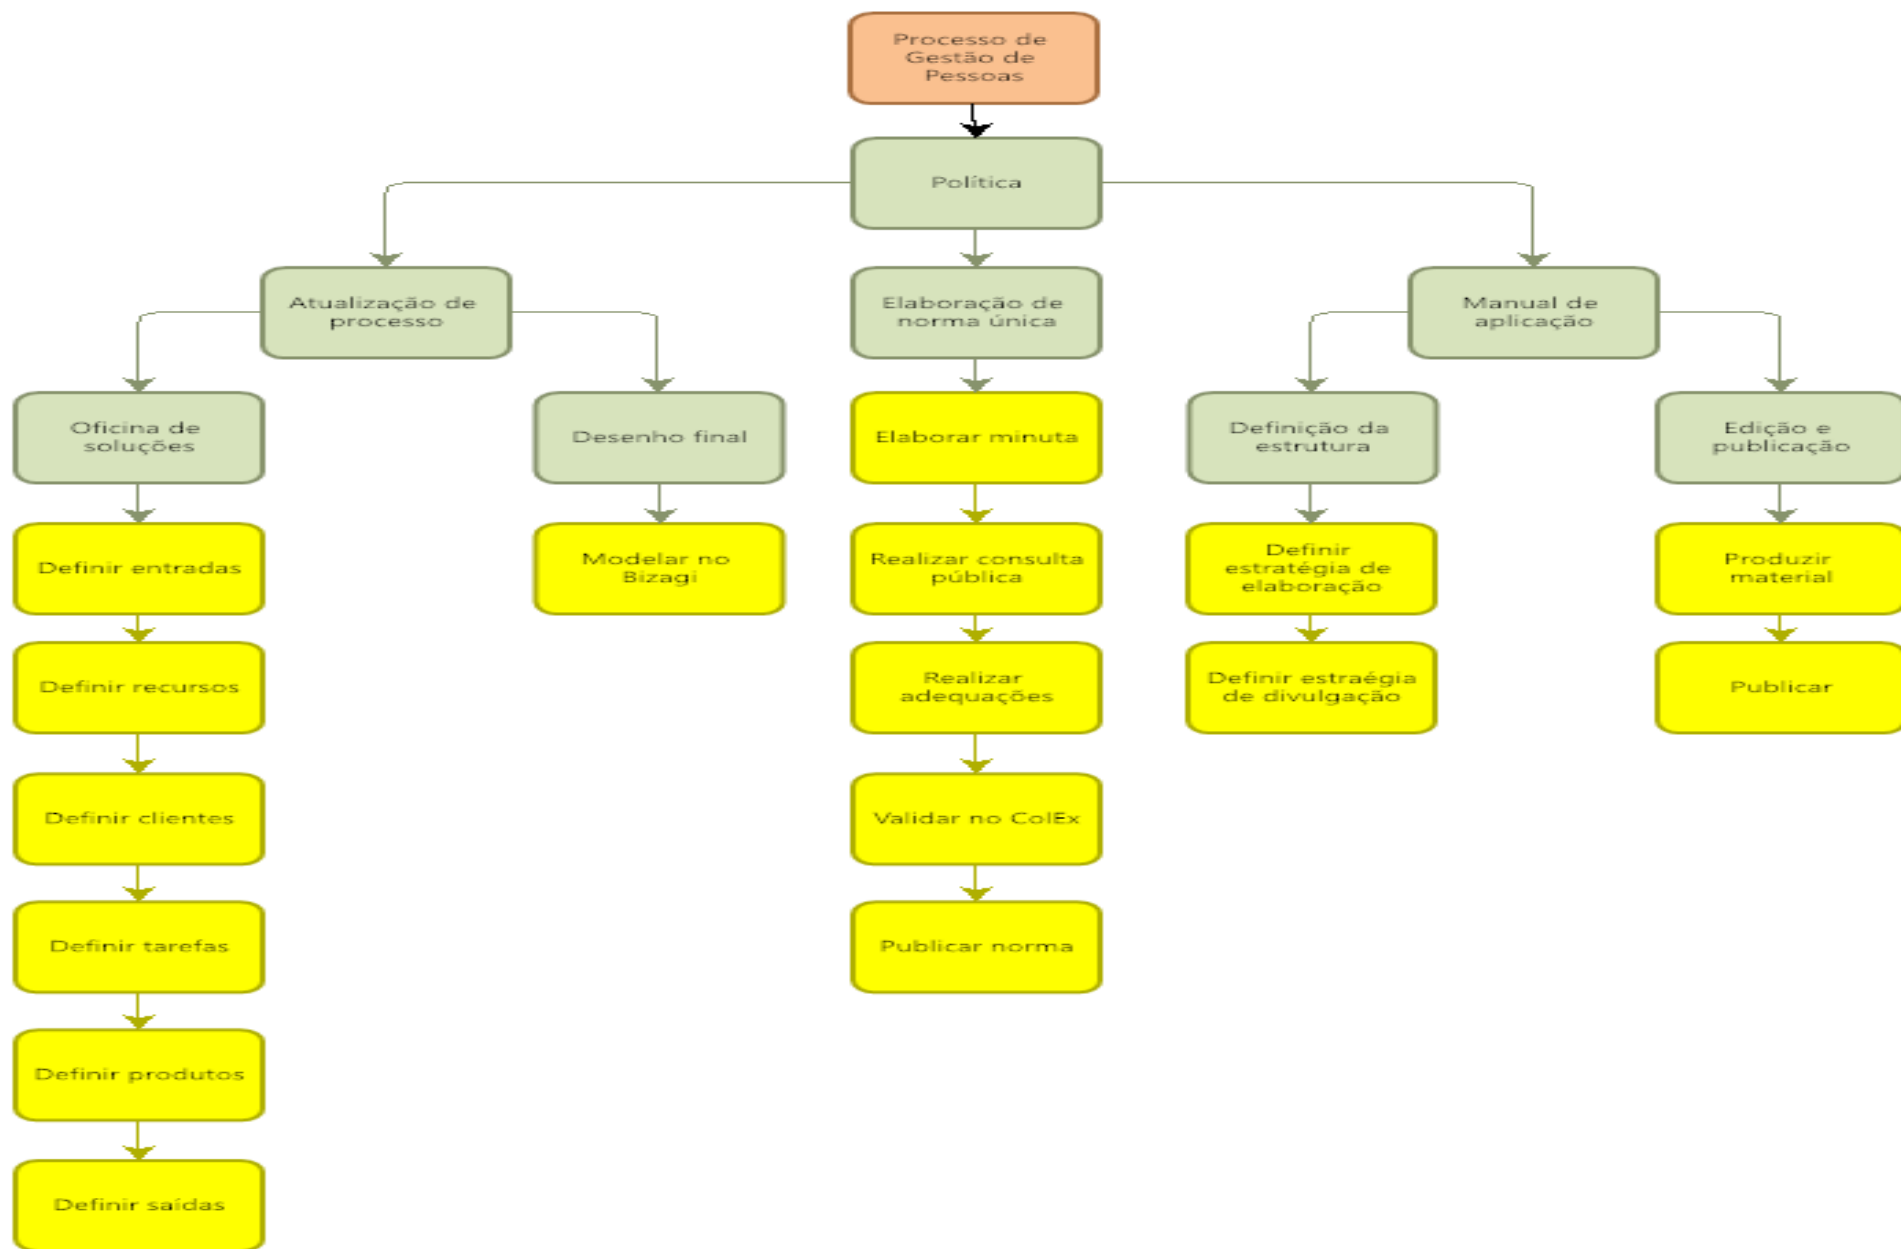 Processo de
Gestão de
Pessoas
Política
Atualização de
processo
Elaboração de
norma única
Manual de
aplicação
Oficina de
soluções
Desenho final
Elaborar minuta
Definição da
estrutura
Edição e
publicação
Definir entradas
Modelar no
Bizagi
Realizar consulta
pública
Definir
estratégia de
elaboração
Produzir
material
Definir recursos
Realizar
adequações
Definir estraégia
de divulgação
Publicar
Definir clientes
Validar no ColEx
Definir tarefas
Publicar norma
Definir produtos
Definir saídas